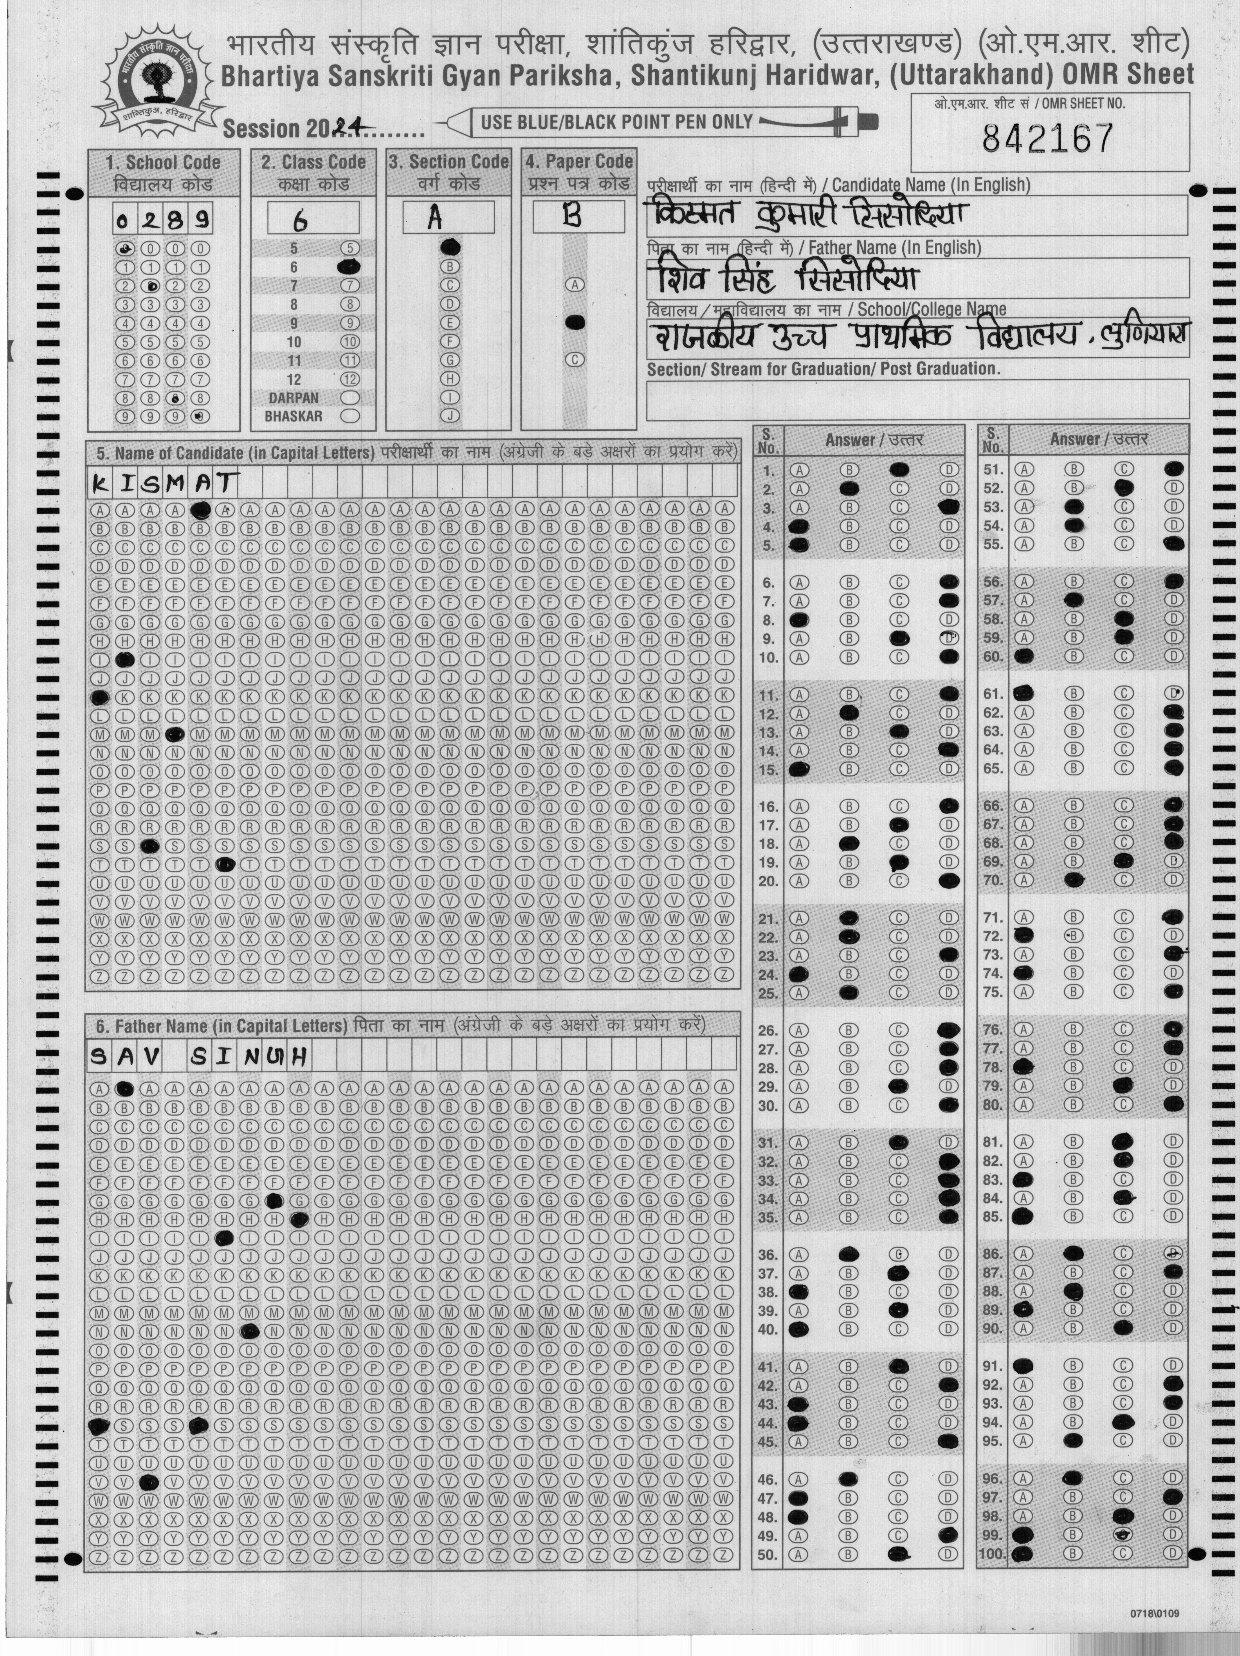 भारतीय संस्कृति ज्ञान परीक्षा, शांतिकुंज हरिद्वार, (उत्तराखण्ड) (ओ.एम.आर. शीट)
Bhartiya Sanskriti Gyan Pariksha, Shantikunj Haridwar, (Uttarakhand) OMR Sheet
Session 2024
USE BLUE/BLACK POINT PEN ONLY
ओ.एम.आर. शीट सं / OMR SHEET NO.
842167
1. School Code
विद्यालय कोड
0289
2. Class Code
कक्षा कोड
6
5
6
7
8
9
10
11
12
DARPAN
BHASKAR
3. Section Code
वर्ग कोड
A
4. Paper Code
प्रश्न पत्र कोड
B
परीक्षार्थी का नाम (हिन्दी में) / Candidate Name (In English)
किस्मत कुमारी सिसोदिया
पिता का नाम (हिन्दी में) / Father Name (In English)
शिव सिंह सिसोदिया
विद्यालय / महाविद्यालय का नाम / School/College Name
राजकीय उच्च प्राथमिक विद्यालय,
Section/ Stream for Graduation/ Post Graduation.
5. Name of Candidate (in Capital Letters) परीक्षार्थी का नाम (अंग्रेजी के बडे अक्षरों का प्रयोग करें)
KISMAT
6. Father Name (in Capital Letters) पिता का नाम (अंग्रेजी के बड़े अक्षरों का प्रयोग करें)
SAV SINGH
S. No. Answer / उत्तर
S. No. Answer / उत्तर
0718\0109